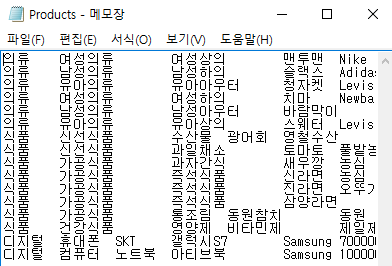 Products - 메모장
파일(F) 편집(E) 서식(O) 보기(V) 도움말(H)
의류 여성의류 여성상의 맨투맨 Nike
의류 남성의류 남성하의 슬랙스 Adidas
의류 유아의류 유아아우터 청자켓 Levis
의류 여성의류 여성하의 치마 Newba
의류 남성의류 남성아우터 바람막이
의류 유아의류 유아상의 스웨터 Levis
식품 신선식품 수산물 광어회 영철수산
식품 신선식품 과일채소 토마토 풀밭농
식품 가공식품 과자간식 새우깡 농심
식품 가공식품 즉석식품 신라면 농심
식품 가공식품 즉석식품 진라면 오뚜기
식품 가공식품 즉석식품 삼양라면
식품 가공식품 통조림 동원참치 동원
식품 건강식품 영양제 비타민제 제일제
디지털 휴대폰 SKT 갤럭시S7 Samsung 700000
디지털 컴퓨터 노트북 아티브북 Samsung 100000